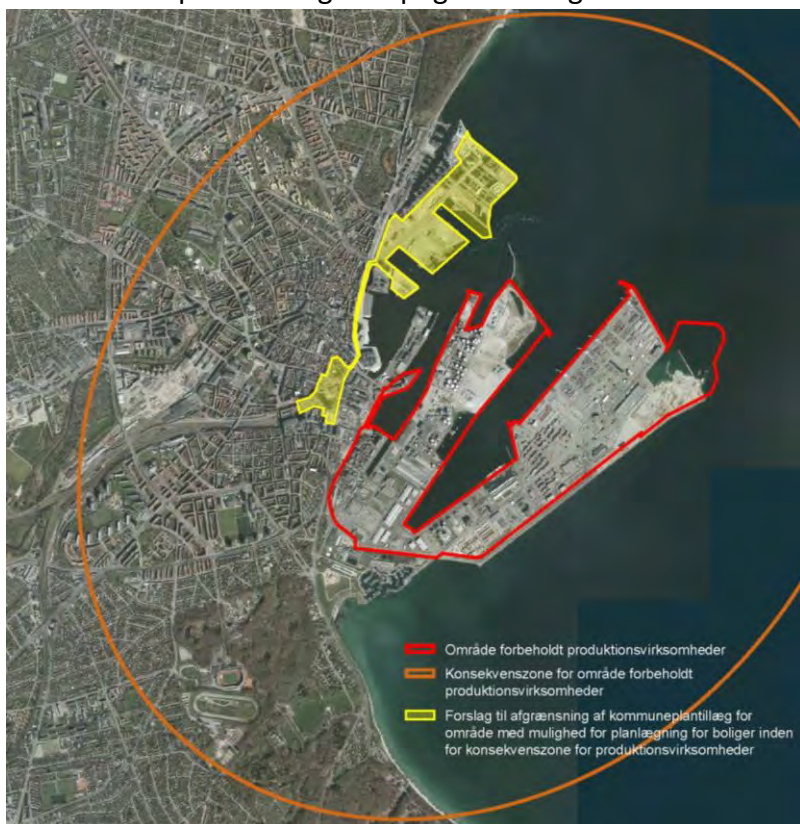 Område forbeholdt produktionsvirksomheder
Konsekvenszone for område forbeholdt
produktionsvirksomheder
Forslag til afgrænsning af kommuneplantillæg for
område med mulighed for planlægning for boliger inden
for konsekvenszone for produktionsvirksomheder